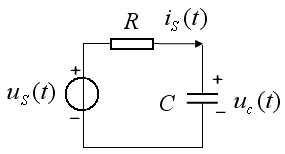 R i_S(t)
+ +
u_S(t) C u_c(t)
− −